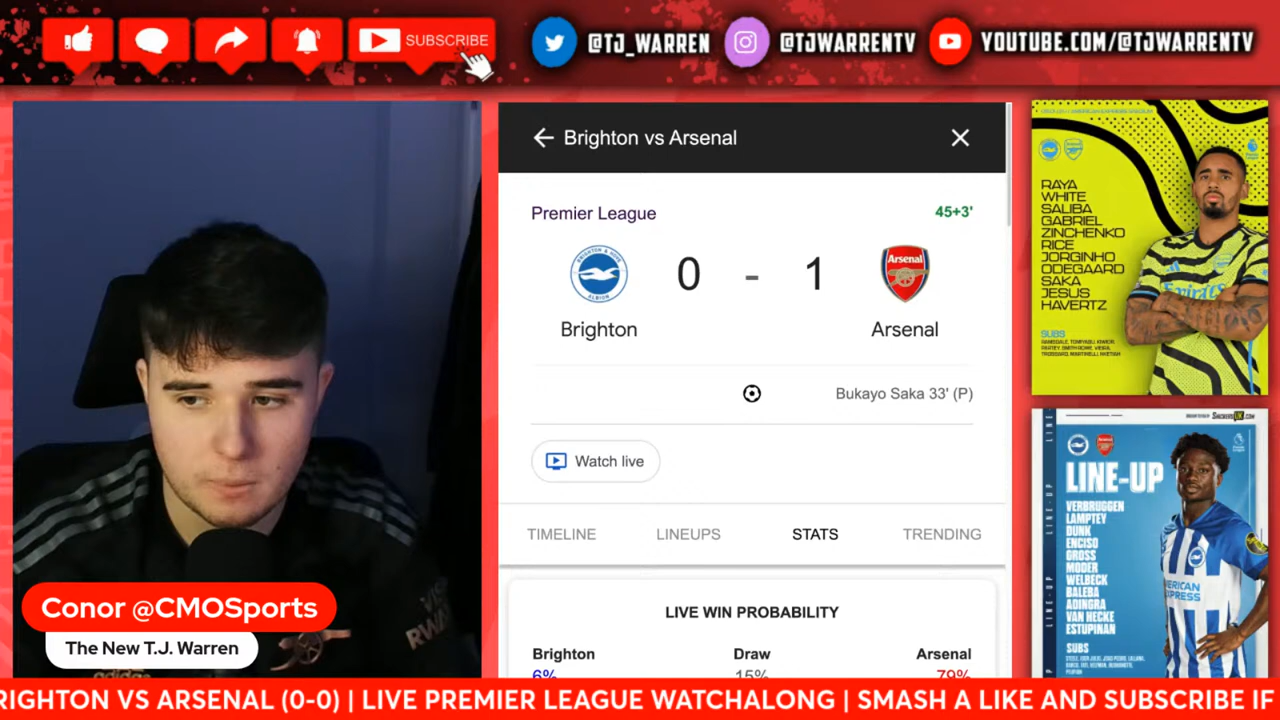 SUBSCRIBE
@TJ_WARREN
@TJWARRENTV
YOUTUBE.COM/@TJWARRENTV
Brighton vs Arsenal
Premier League
45+3'
0 - 1
Brighton
Arsenal
Bukayo Saka 33' (P)
Watch live
TIMELINE
LINEUPS
STATS
TRENDING
LIVE WIN PROBABILITY
Brighton
Draw
Arsenal
6%
15%
79%
Conor @CMOSports
The New T.J. Warren
RAYA
WHITE
SALIBA
GABRIEL
ZINCHENKO
RICE
JORGINHO
ODEGAARD
SAKA
JESUS
HAVERTZ
SUBS
LINE-UP
VERBRUGGEN
LAMPTEY
DUNK
ENCISO
GROSS
MODER
WELBECK
BALEBA
ADINGRA
VAN HECKE
ESTUPINAN
SUBS
RIGHTON VS ARSENAL (0-0) | LIVE PREMIER LEAGUE WATCHALONG | SMASH A LIKE AND SUBSCRIBE IF